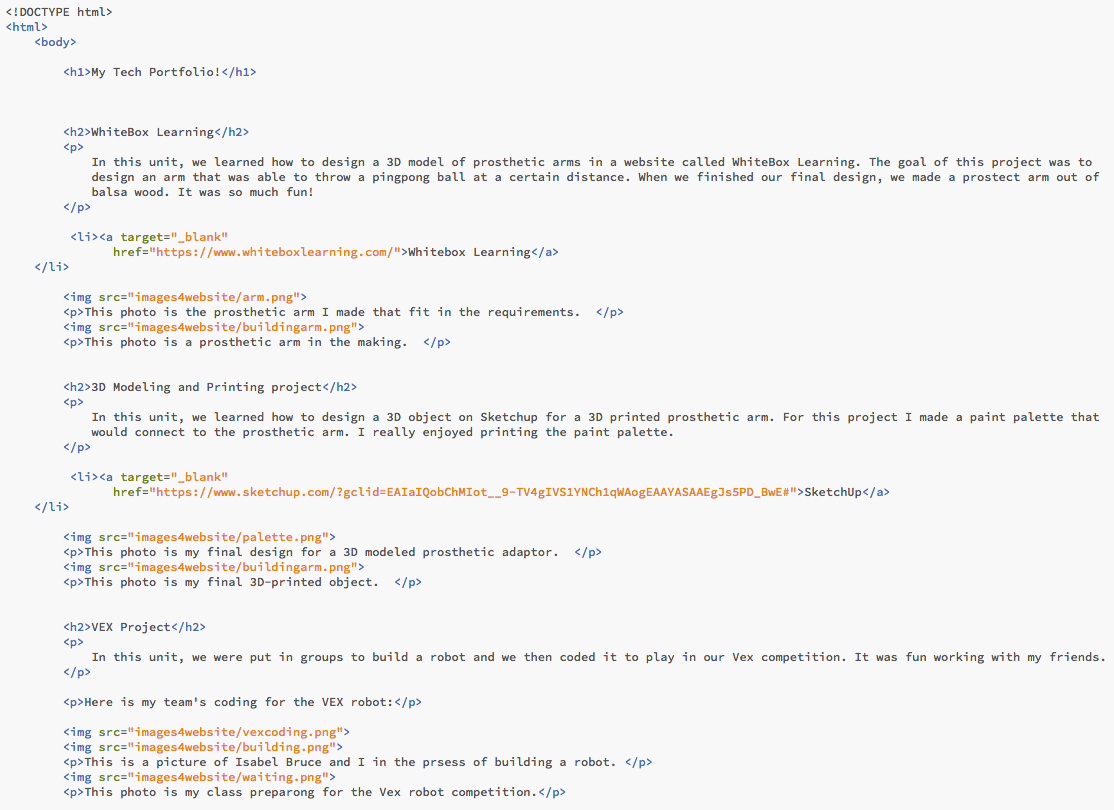 <!DOCTYPE html>
<html>
<body>
<h1>My Tech Portfolio!</h1>
<h2>WhiteBox Learning</h2>
<p>
In this unit, we learned how to design a 3D model of prosthetic arms in a website called WhiteBox Learning. The goal of this project was to
design an arm that was able to throw a pingpong ball at a certain distance. When we finished our final design, we made a prostect arm out of
balsa wood. It was so much fun!
</p>
<li><a target="_blank"
href="https://www.whiteboxlearning.com/">Whitebox Learning</a>
</li>
<img src="images4website/arm.png">
<p>This photo is the prosthetic arm I made that fit in the requirements.  </p>
<img src="images4website/buildingarm.png">
<p>This photo is a prosthetic arm in the making.  </p>
<h2>3D Modeling and Printing project</h2>
<p>
In this unit, we learned how to design a 3D object on Sketchup for a 3D printed prosthetic arm. For this project I made a paint palette that
would connect to the prosthetic arm. I really enjoyed printing the paint palette.
</p>
<li><a target="_blank"
href="https://www.sketchup.com/?gclid=EAIaIQobChMIot__9-TV4gIVS1YNCh1qWAogEAAYASAAEgJs5PD_BwE#">SketchUp</a>
</li>
<img src="images4website/palette.png">
<p>This photo is my final design for a 3D modeled prosthetic adaptor.  </p>
<img src="images4website/buildingarm.png">
<p>This photo is my final 3D-printed object.  </p>
<h2>VEX Project</h2>
<p>
In this unit, we were put in groups to build a robot and we then coded it to play in our Vex competition. It was fun working with my friends.
</p>
<p>Here is my team's coding for the VEX robot:</p>
<img src="images4website/vexcoding.png">
<img src="images4website/building.png">
<p>This is a picture of Isabel Bruce and I in the prsess of building a robot. </p>
<img src="images4website/waiting.png">
<p>This photo is my class preparong for the Vex robot competition.</p>